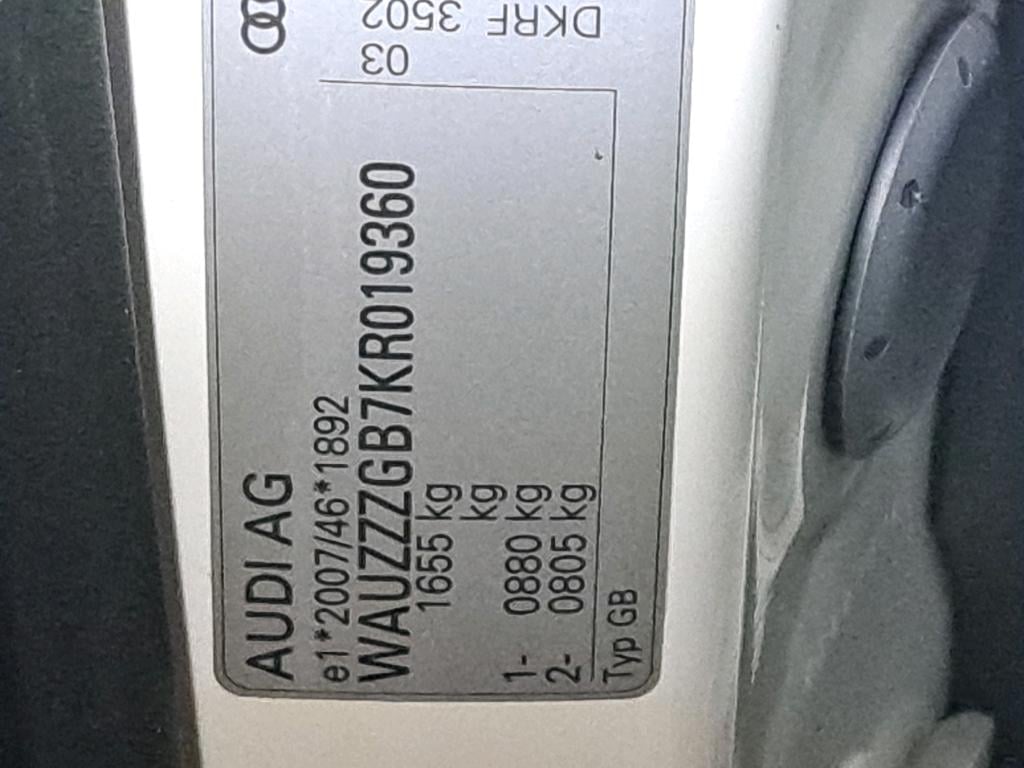 AUDI AG
e1*2007/46*1892
WAUZZZGB7KR019360
1655 kg
kg
1- 0880 kg
2- 0805 kg
Typ GB
03
3502
DKRF